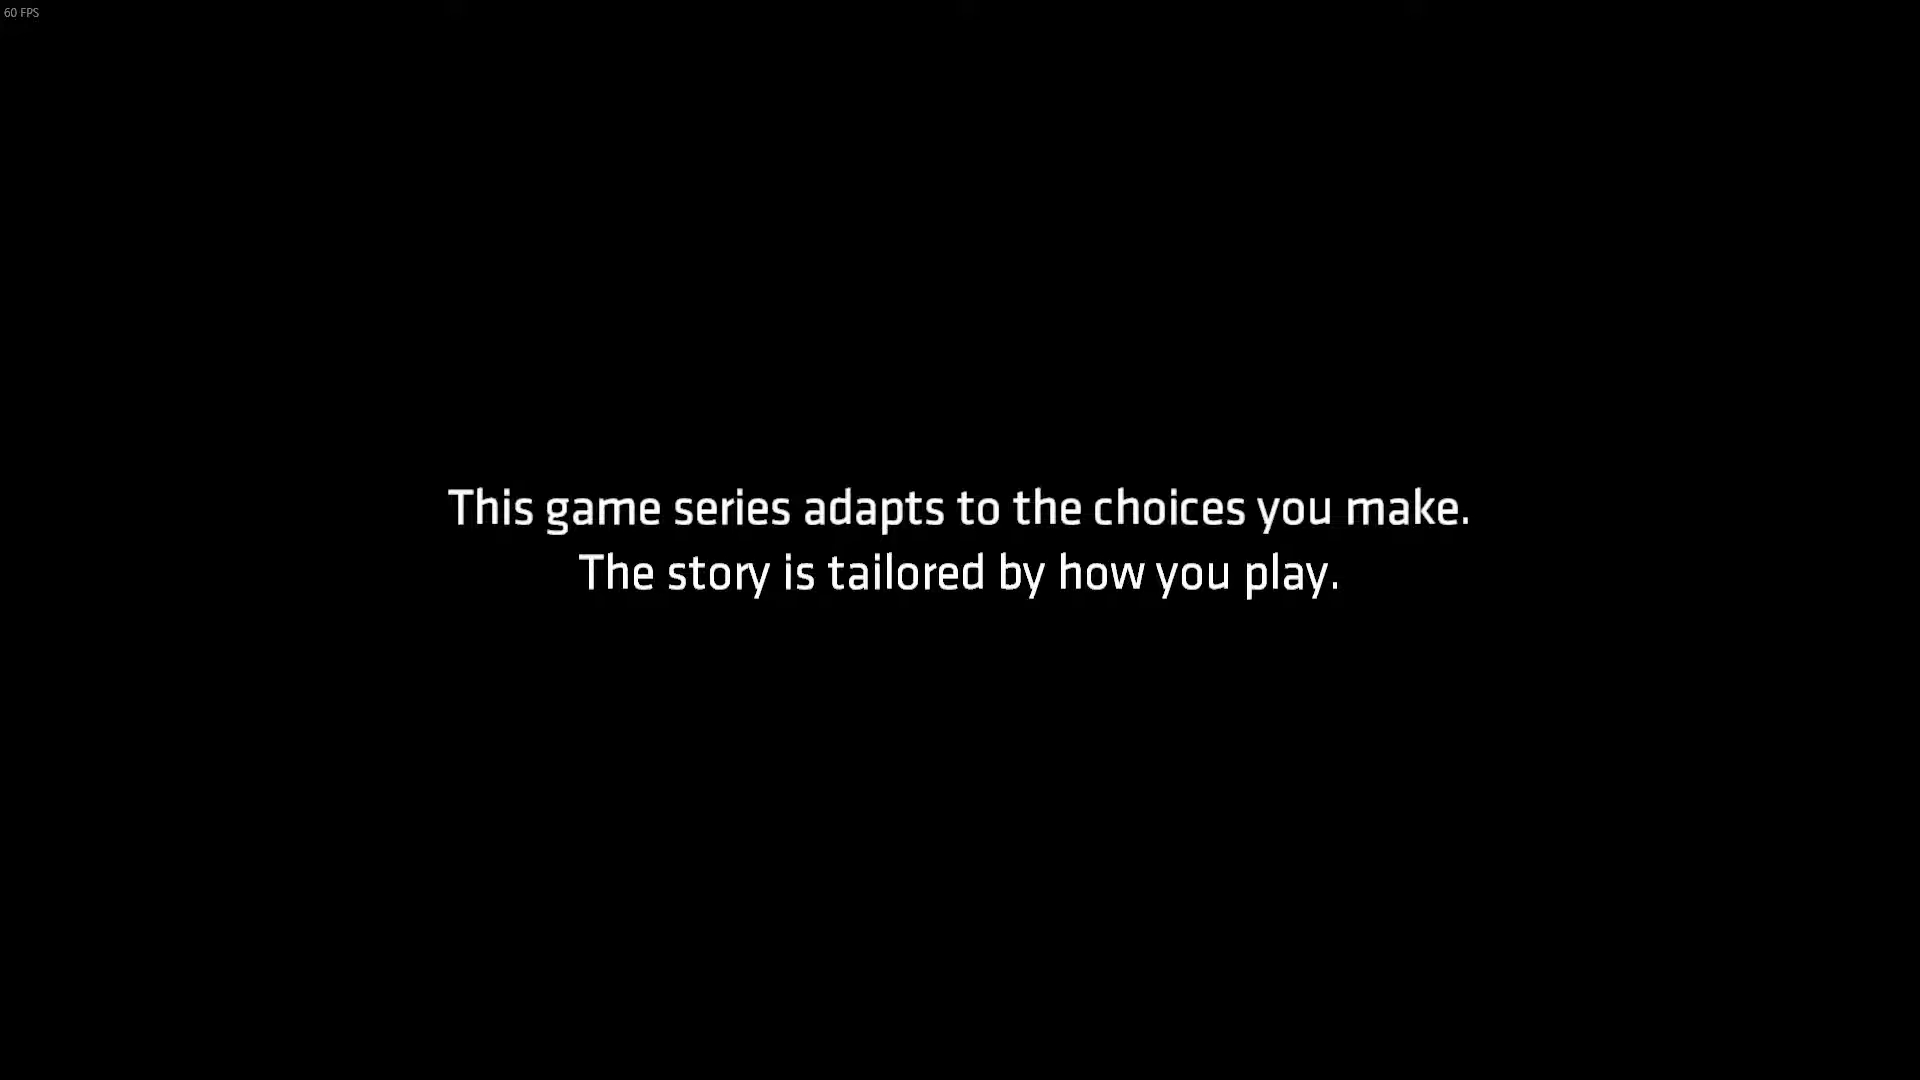 60 FPS
This game series adapts to the choices you make.
The story is tailored by how you play.